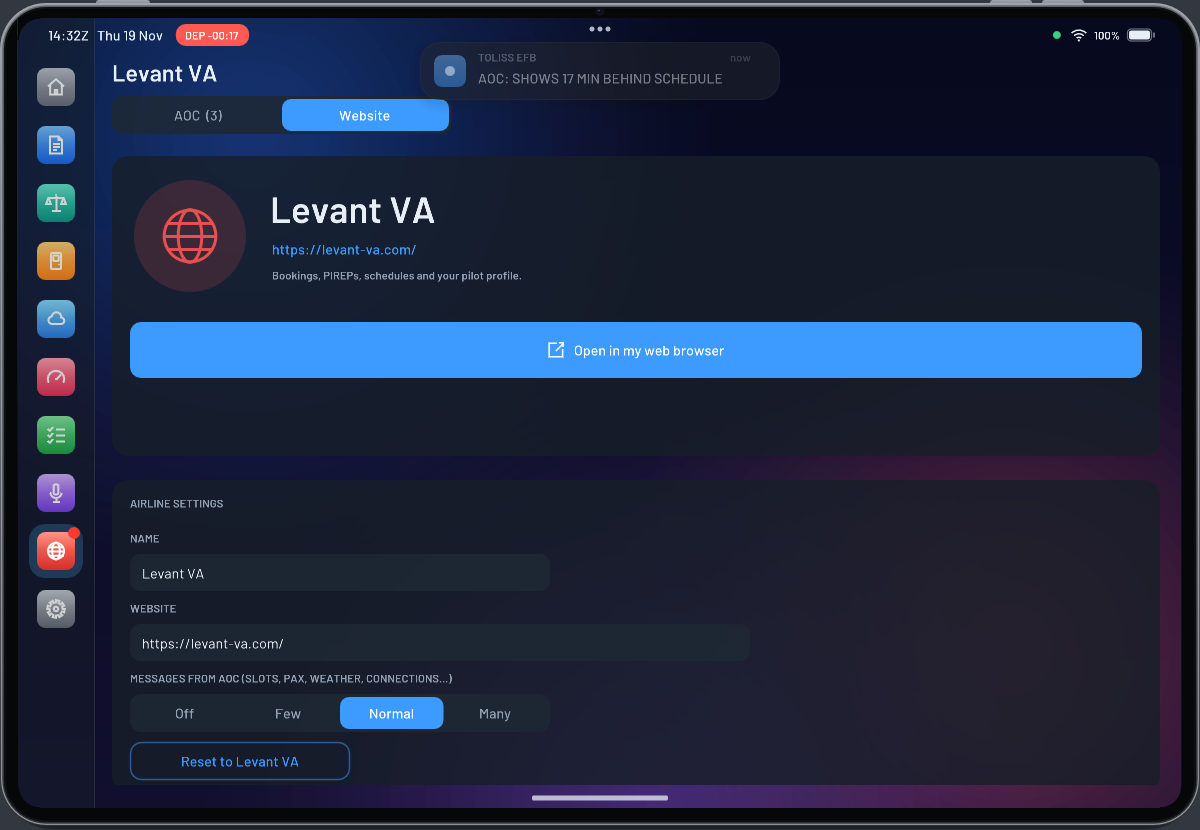 14:32Z Thu 19 Nov DEP -00:17
100%
TOLISS EFB now
AOC: SHOWS 17 MIN BEHIND SCHEDULE
Levant VA
AOC (3) Website
Levant VA
https://levant-va.com/
Bookings, PIREPs, schedules and your pilot profile.
Open in my web browser
AIRLINE SETTINGS
NAME
Levant VA
WEBSITE
https://levant-va.com/
MESSAGES FROM AOC (SLOTS, PAX, WEATHER, CONNECTIONS...)
Off Few Normal Many
Reset to Levant VA